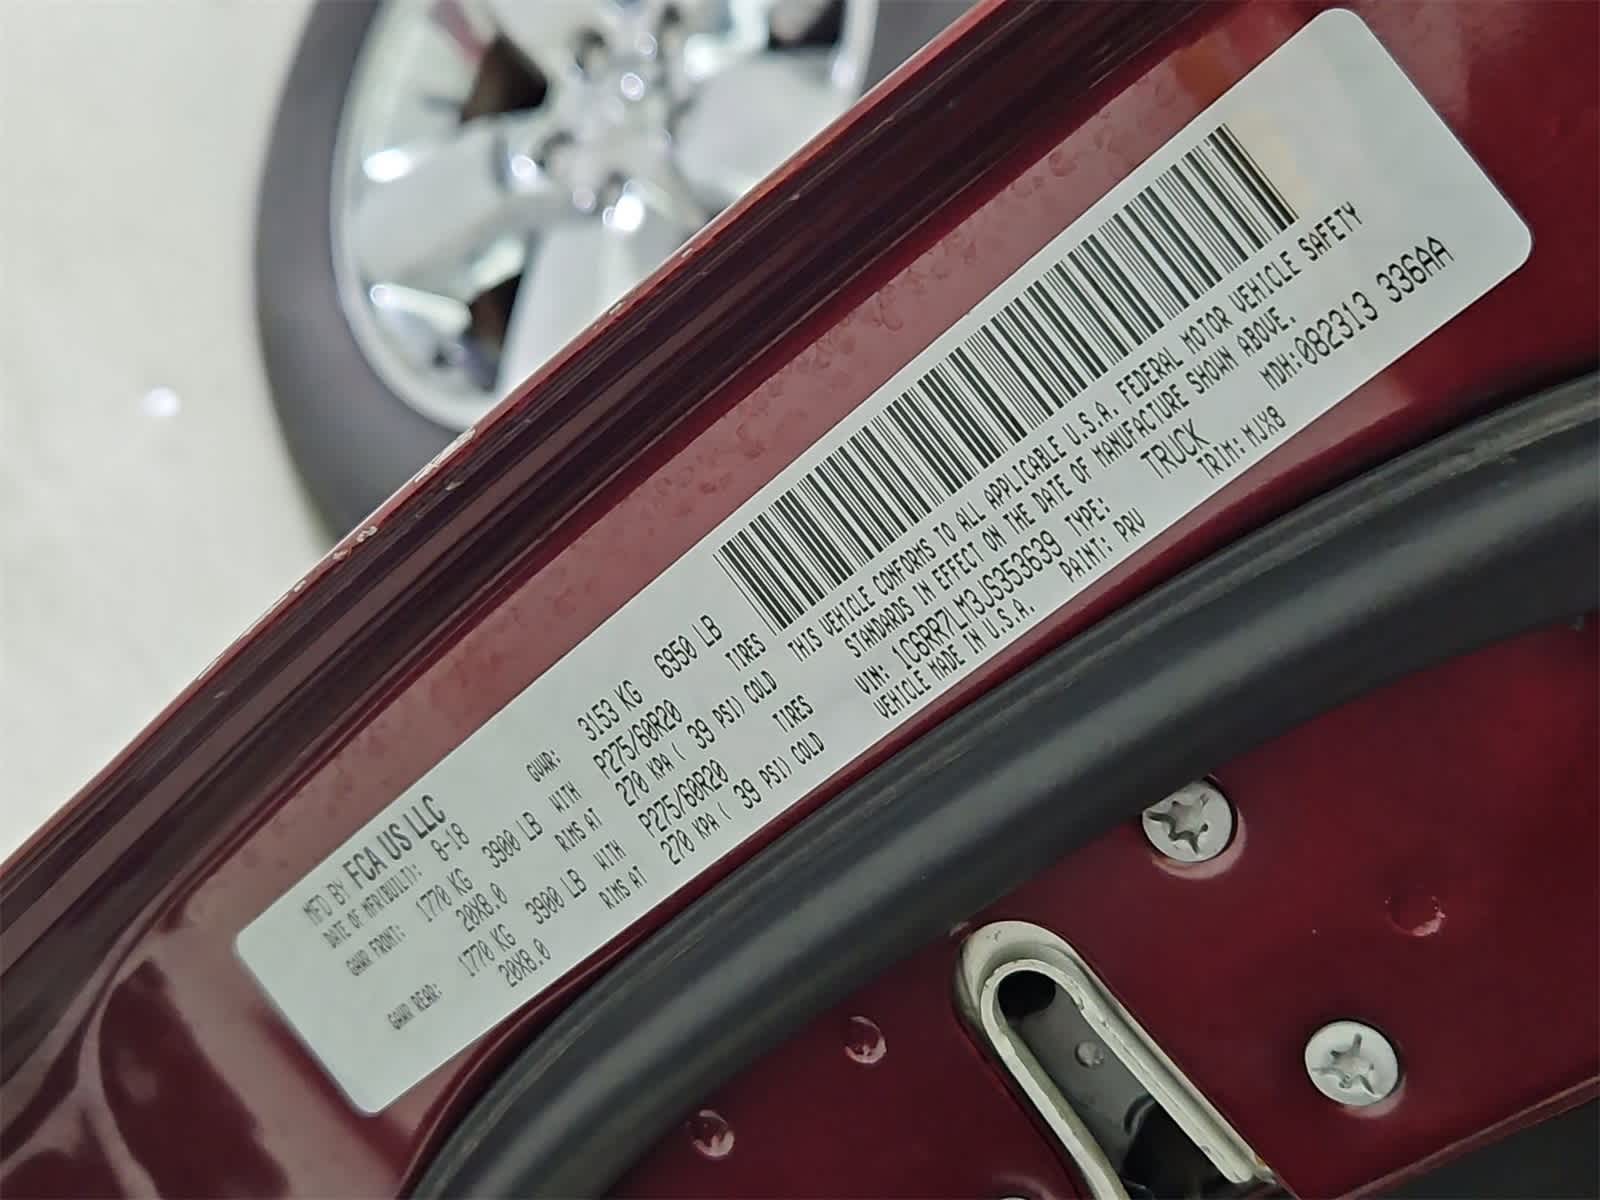 MFD BY FCA US LLC
DATE OF MFR(BUILT): 8-18 GVWR: 3153 KG 6950 LB
GAWR FRONT: 1770 KG 3900 LB WITH P275/60R20 TIRES
20X8.0 RIMS AT 270 KPA ( 39 PSI) COLD
GAWR REAR: 1770 KG 3900 LB WITH P275/60R20 TIRES
20X8.0 RIMS AT 270 KPA ( 39 PSI) COLD
THIS VEHICLE CONFORMS TO ALL APPLICABLE U.S.A. FEDERAL MOTOR VEHICLE SAFETY
STANDARDS IN EFFECT ON THE DATE OF MANUFACTURE SHOWN ABOVE.
VIN: 1C6RR7LM3JS353639 TYPE: TRUCK MDH:082313 336AA
VEHICLE MADE IN U.S.A. PAINT: PRV TRIM: MJX8